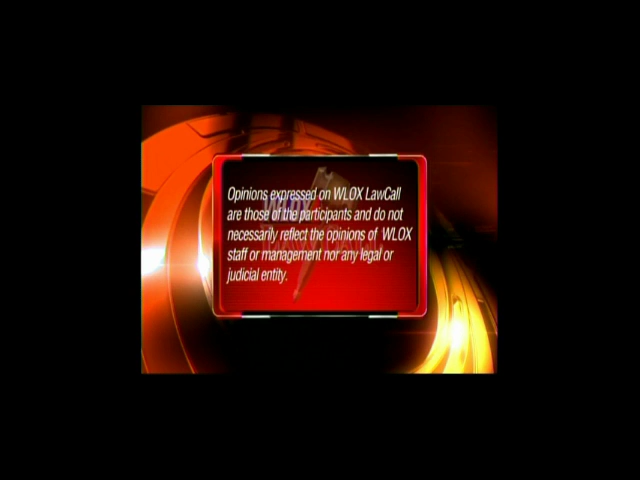 Opinions expressed on WLOX LawCall
are those of the participants and do not
necessarily reflect the opinions of WLOX
staff or management nor any legal or
judicial entity.